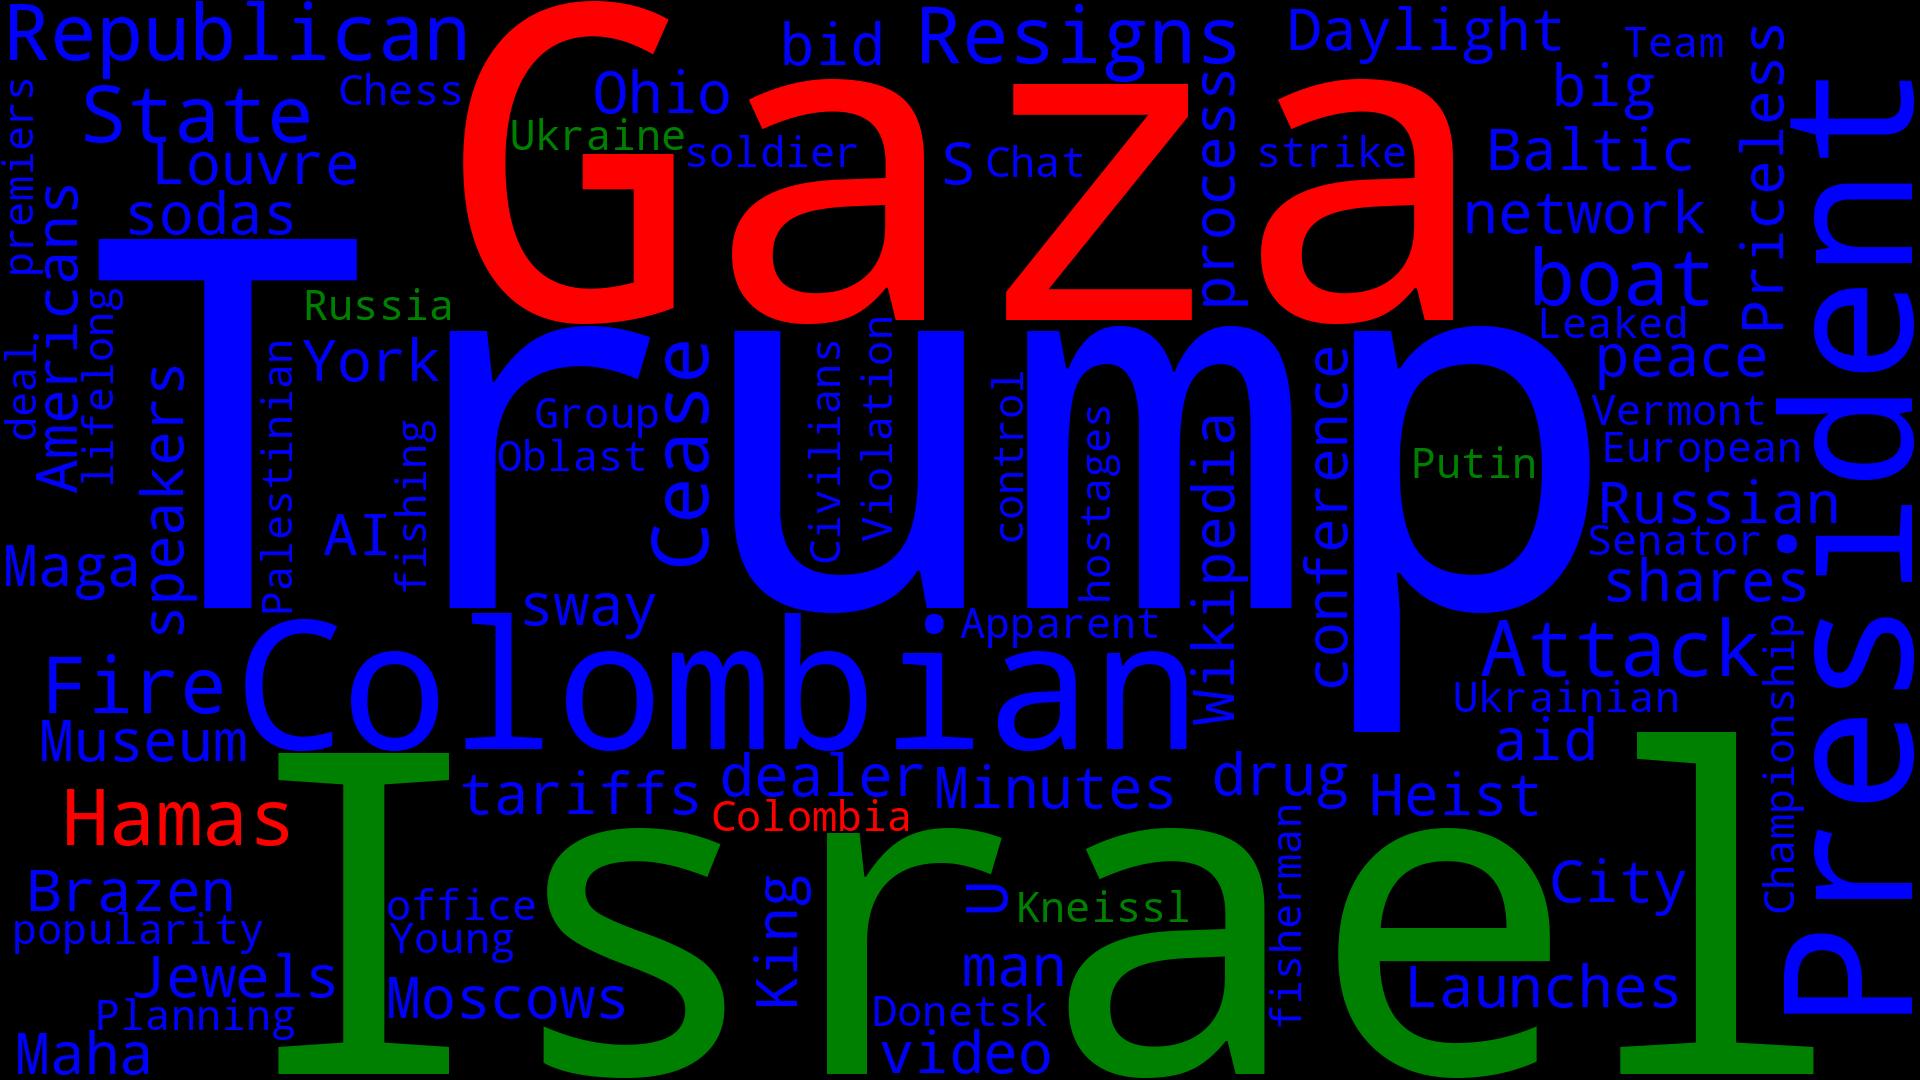 Republican
Gaza
bid
Resigns
Daylight
Team
Priceless
President
premiers
State
Chess
Ohio
process
big
Ukraine
soldier
S
Chat
strike
Baltic
Louvre
sodas
network
Americans
Trump
boat
lifelong
Russia
Leaked
deal
speakers
Palestinian
York
cease
Civilians
Violation
control
hostages
conference
peace
fishing
Group
Wikipedia
Vermont
Oblast
Putin
European
AI
Russian
Maga
Senator
sway
shares
Colombian
Apparent
Attack
Championship
Fire
Ukrainian
Museum
aid
Israel
Hamas
tariffs
dealer
Minutes
drug
Heist
Colombia
fisherman
Brazen
office
King
u
Kneissl
City
popularity
Young
man
Jewels
Moscows
Launches
Planning
Donetsk
Maha
video